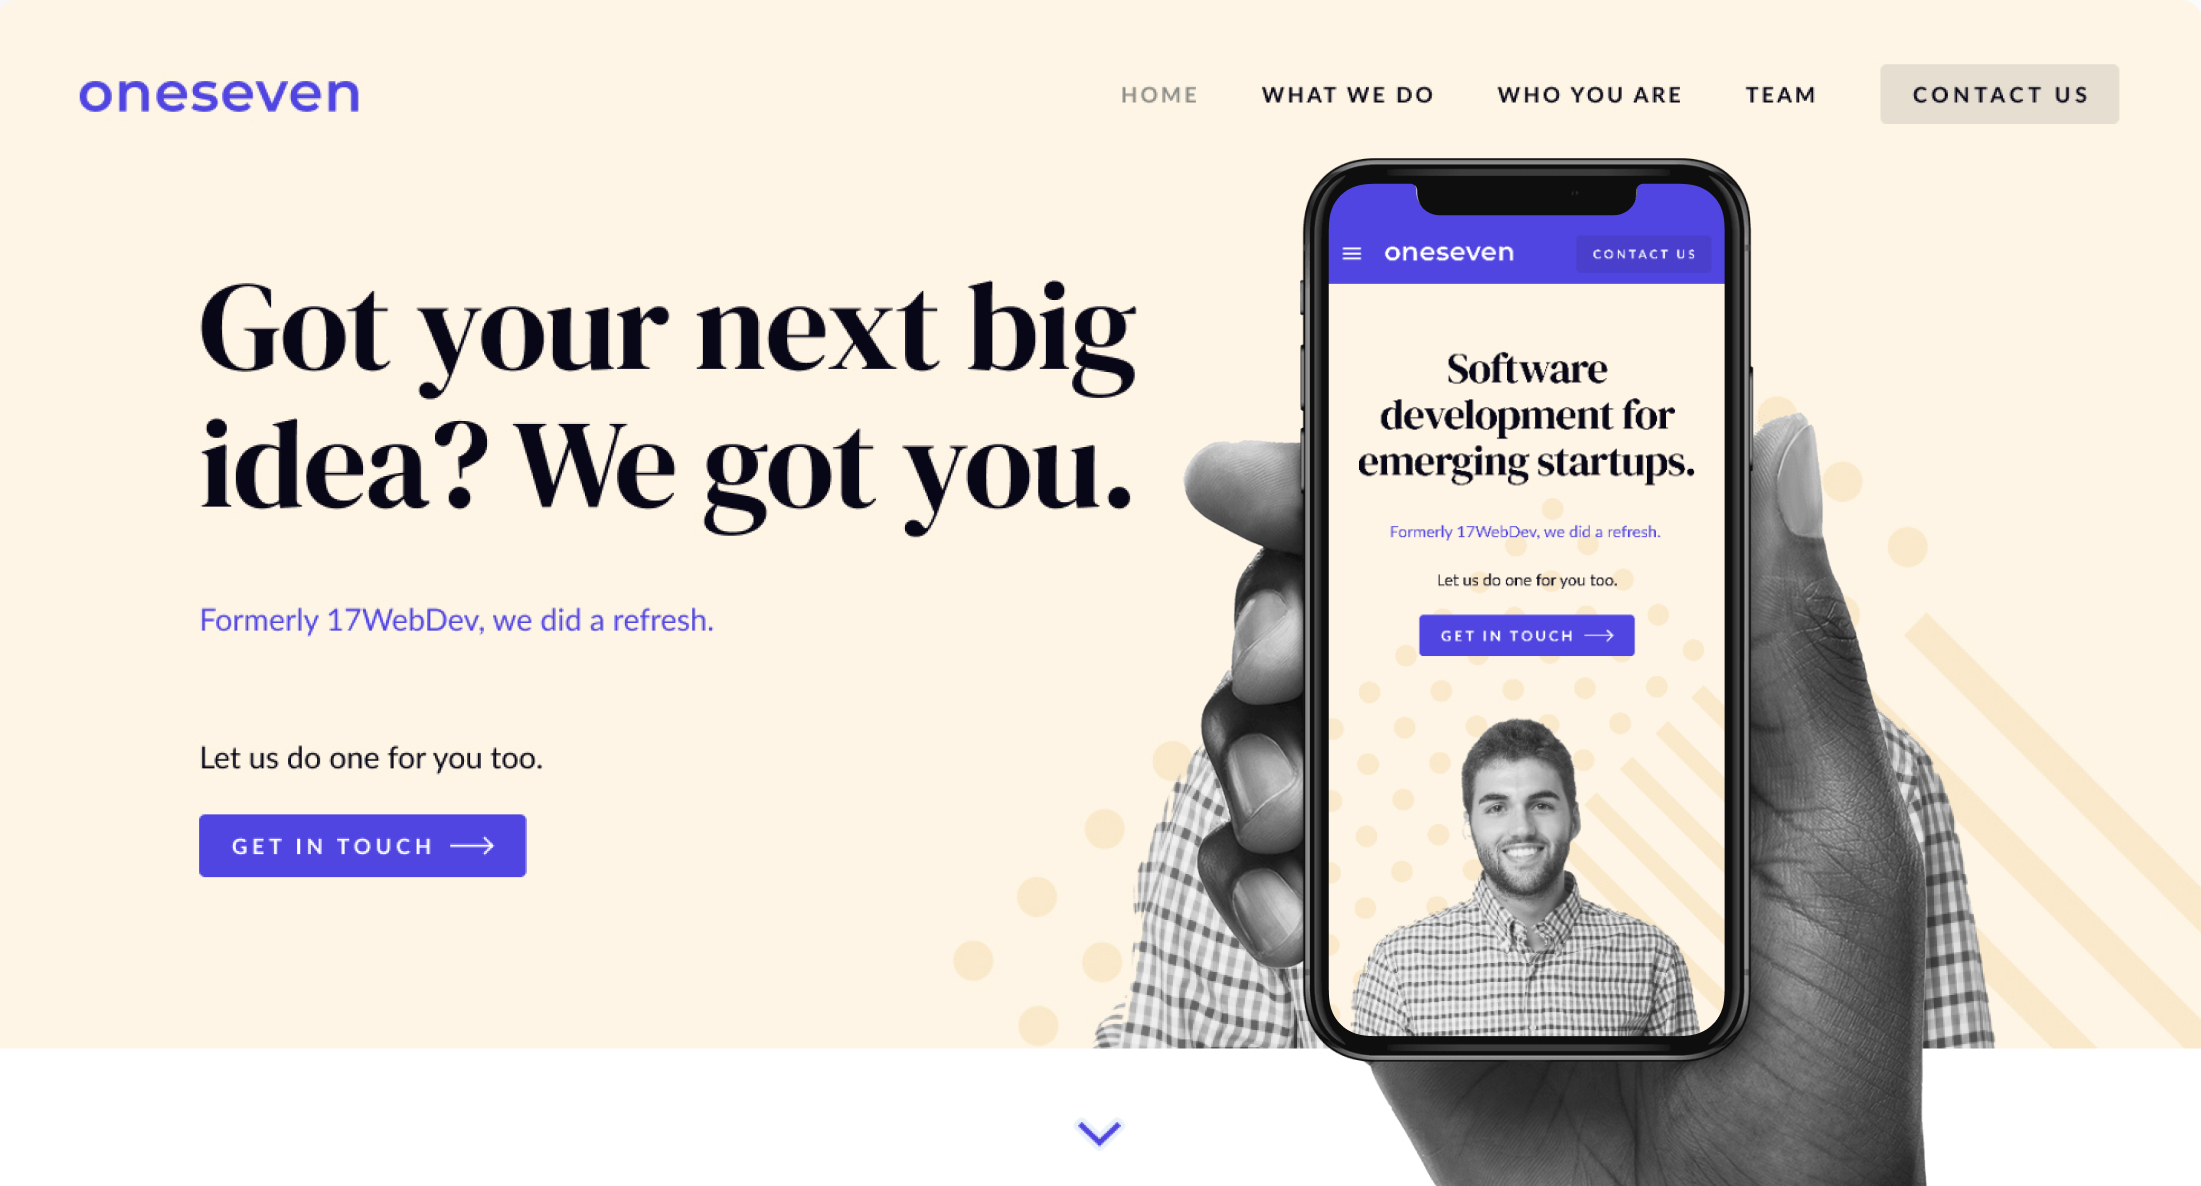 oneseven
HOME
WHAT WE DO
WHO YOU ARE
TEAM
CONTACT US
Got your next big
idea? We got you.
Formerly 17WebDev, we did a refresh.
Let us do one for you too.
GET IN TOUCH
oneseven
CONTACT US
Software
development for
emerging startups.
Formerly 17WebDev, we did a refresh.
Let us do one for you too.
GET IN TOUCH